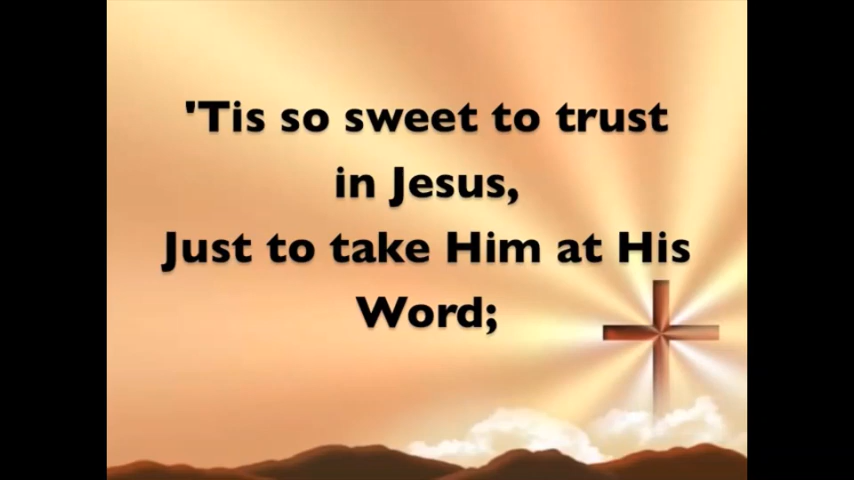 'Tis so sweet to trust
in Jesus,
Just to take Him at His
Word;